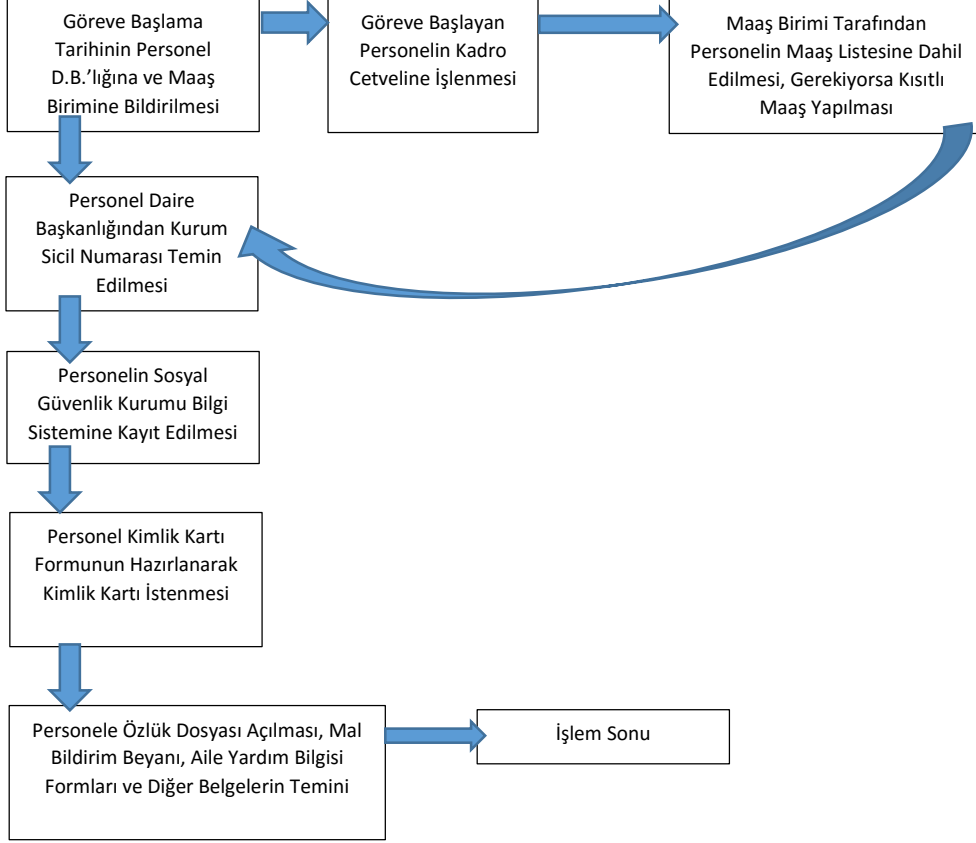 Göreve Başlama
Tarihinin Personel
D.B.'lığına ve Maaş
Birimine Bildirilmesi
Göreve Başlayan
Personelin Kadro
Cetveline İşlenmesi
Maaş Birimi Tarafından
Personelin Maaş Listesine Dahil
Edilmesi, Gerekiyorsa Kısıtlı
Maaş Yapılması
Personel Daire
Başkanlığından Kurum
Sicil Numarası Temin
Edilmesi
Personelin Sosyal
Güvenlik Kurumu Bilgi
Sistemine Kayıt Edilmesi
Personel Kimlik Kartı
Formunun Hazırlanarak
Kimlik Kartı İstenmesi
Personele Özlük Dosyası Açılması, Mal
Bildirim Beyanı, Aile Yardım Bilgisi
Formları ve Diğer Belgelerin Temini
İşlem Sonu